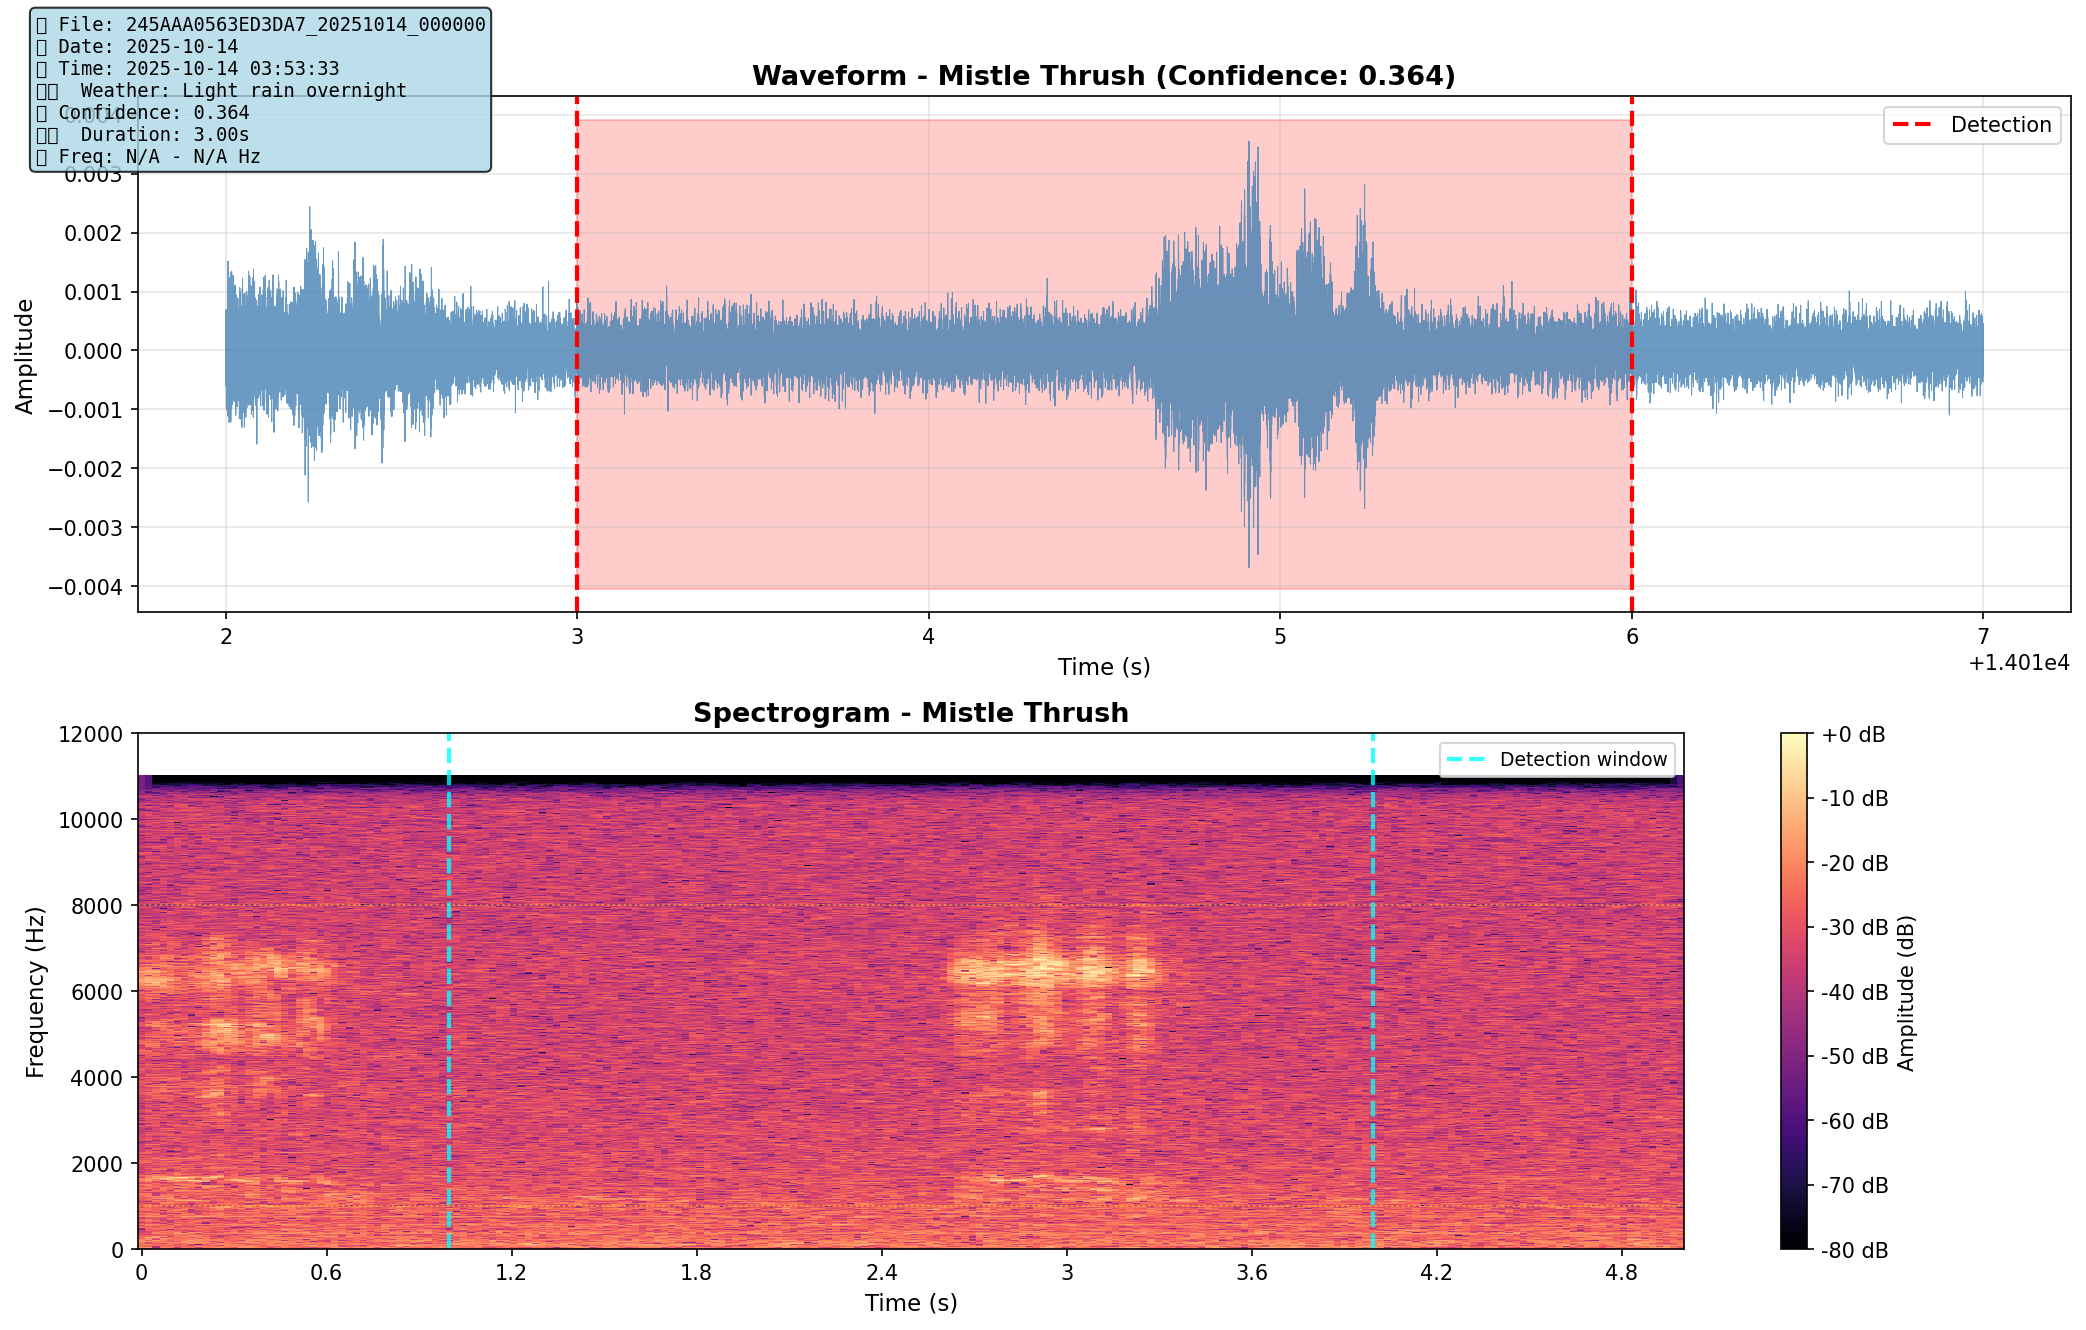 File: 245AAA0563ED3DA7_20251014_000000
Date: 2025-10-14
Time: 2025-10-14 03:53:33
Weather: Light rain overnight
Confidence: 0.364
Duration: 3.00s
Freq: N/A - N/A Hz
Waveform - Mistle Thrush (Confidence: 0.364)
Detection
0.004
0.003
0.002
0.001
0.000
−0.001
−0.002
−0.003
−0.004
Amplitude
2 3 4 5 6 7
Time (s)
+1.401e4
Spectrogram - Mistle Thrush
Detection window
12000
10000
8000
6000
4000
2000
0
Frequency (Hz)
0 0.6 1.2 1.8 2.4 3 3.6 4.2 4.8
Time (s)
+0 dB
-10 dB
-20 dB
-30 dB
-40 dB
-50 dB
-60 dB
-70 dB
-80 dB
Amplitude (dB)